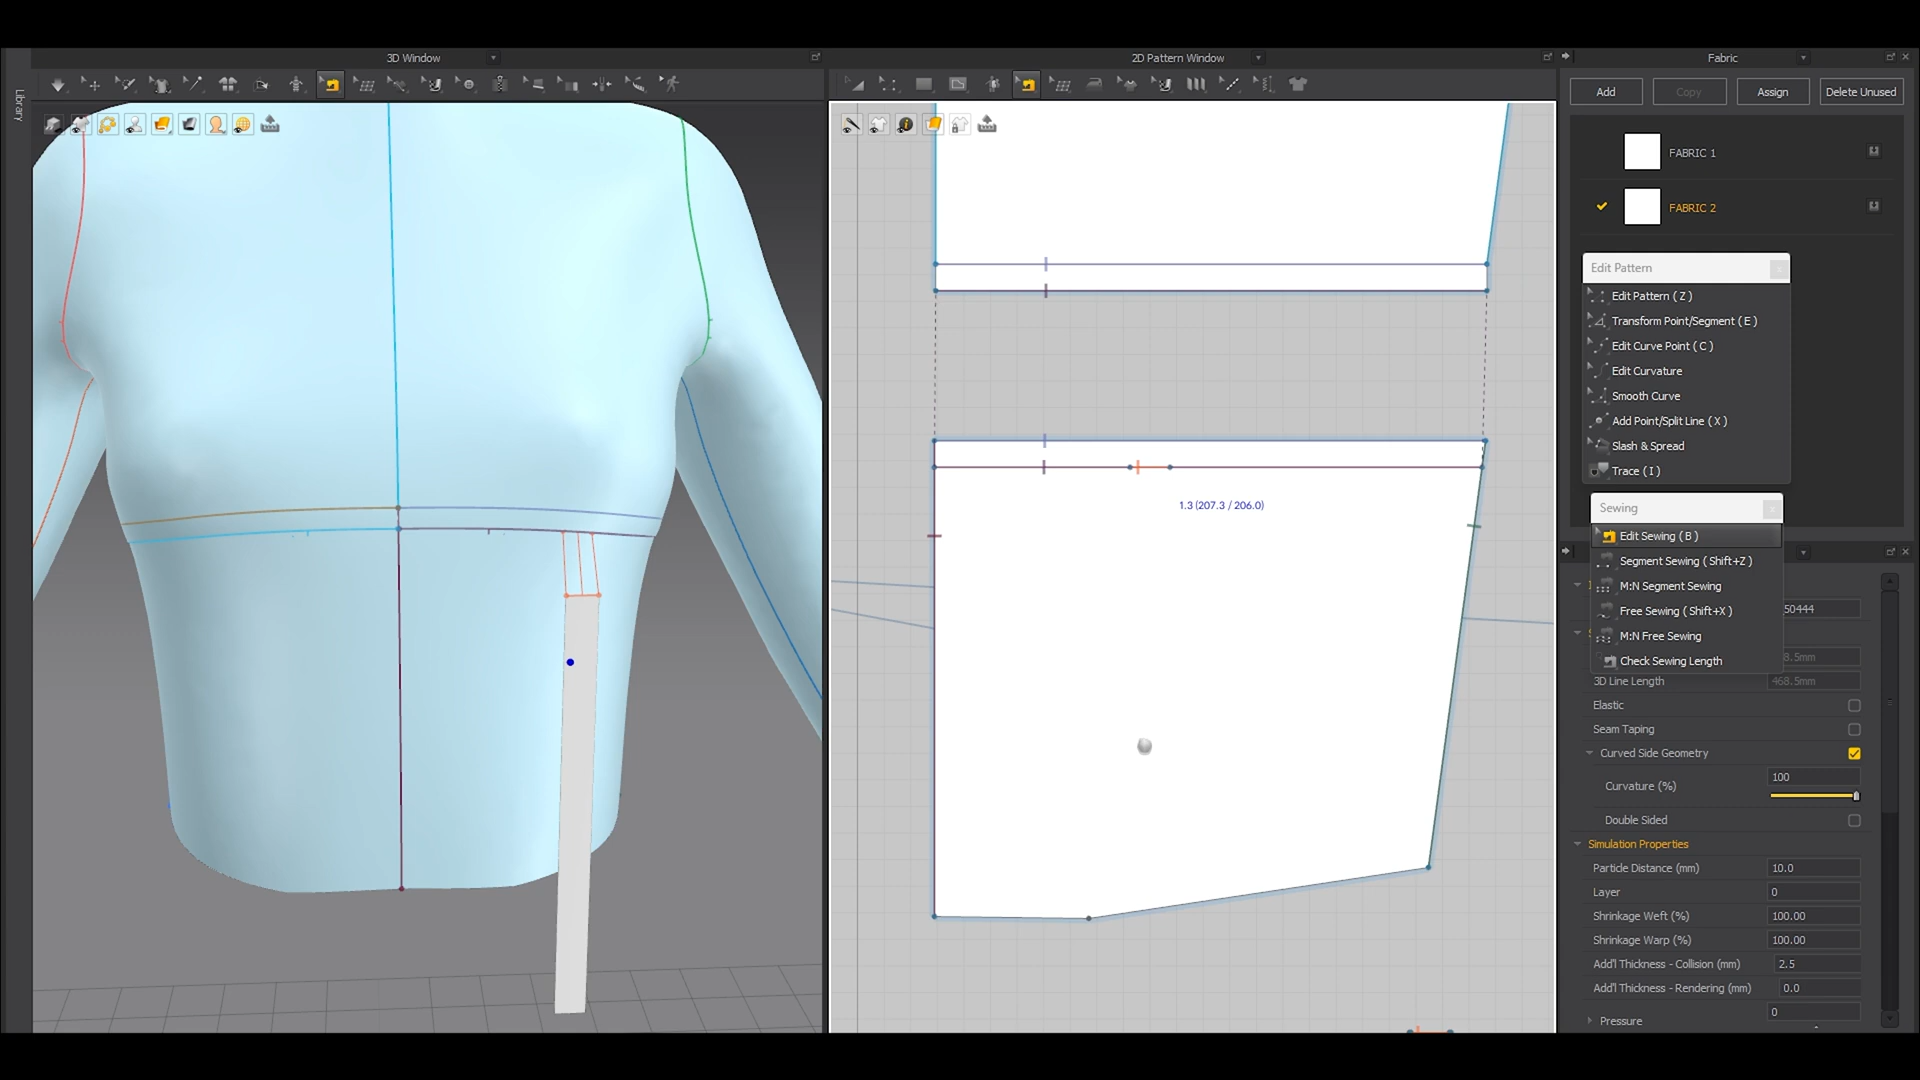 Library
3D Window
2D Pattern Window
Fabric
Add
Copy
Assign
Delete Unused
FABRIC 1
FABRIC 2
Edit Pattern
Edit Pattern ( Z )
Transform Point/Segment ( E )
Edit Curve Point ( C )
Edit Curvature
Smooth Curve
Add Point/Split Line ( X )
Slash & Spread
Trace ( I )
Sewing
Edit Sewing ( B )
Segment Sewing ( Shift+Z )
M:N Segment Sewing
Free Sewing ( Shift+X )
M:N Free Sewing
Check Sewing Length
50444
8.5mm
3D Line Length
468.5mm
Elastic
Seam Taping
Curved Side Geometry
Curvature (%)
100
Double Sided
Simulation Properties
Particle Distance (mm)
10.0
Layer
0
Shrinkage Weft (%)
100.00
Shrinkage Warp (%)
100.00
Add'l Thickness - Collision (mm)
2.5
Add'l Thickness - Rendering (mm)
0.0
Pressure
0
1.3 (207.3 / 206.0)